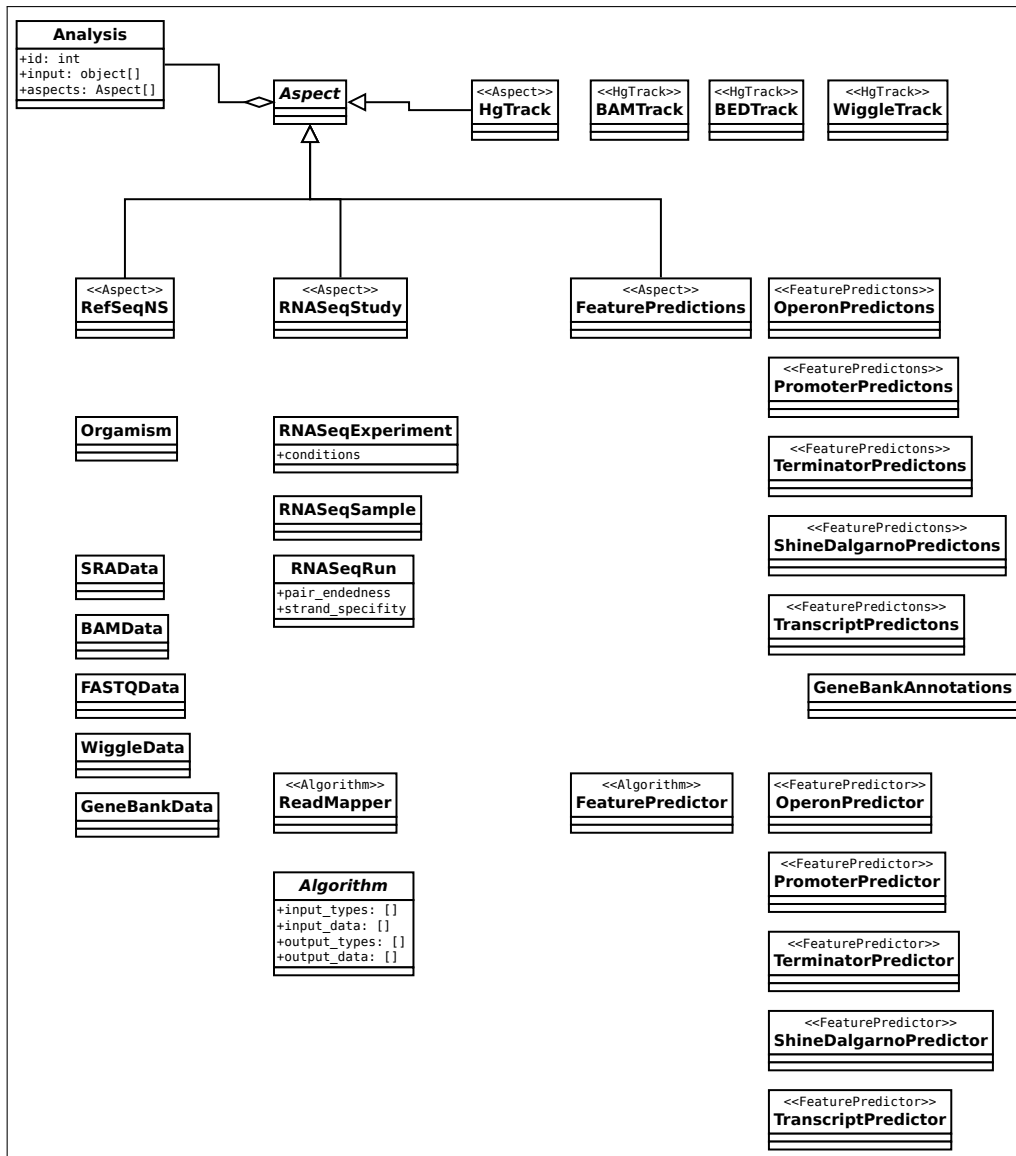 Analysis
+id: int
+input: object[]
+aspects: Aspect[]
Aspect
<<Aspect>>
HgTrack
<<HgTrack>>
BAMTrack
<<HgTrack>>
BEDTrack
<<HgTrack>>
WiggleTrack
<<Aspect>>
RefSeqNS
<<Aspect>>
RNASeqStudy
<<Aspect>>
FeaturePredictions
<<FeaturePredictons>>
OperonPredictons
<<FeaturePredictons>>
PromoterPredictons
Orgamism
RNASeqExperiment
+conditions
<<FeaturePredictons>>
TerminatorPredictons
RNASeqSample
<<FeaturePredictons>>
ShineDalgarnoPredictons
SRAData
RNASeqRun
+pair_endedness
+strand_specifity
<<FeaturePredictons>>
TranscriptPredictons
BAMData
FASTQData
GeneBankAnnotations
WiggleData
GeneBankData
<<Algorithm>>
ReadMapper
<<Algorithm>>
FeaturePredictor
<<FeaturePredictor>>
OperonPredictor
<<FeaturePredictor>>
PromoterPredictor
Algorithm
+input_types: []
+input_data: []
+output_types: []
+output_data: []
<<FeaturePredictor>>
TerminatorPredictor
<<FeaturePredictor>>
ShineDalgarnoPredictor
<<FeaturePredictor>>
TranscriptPredictor